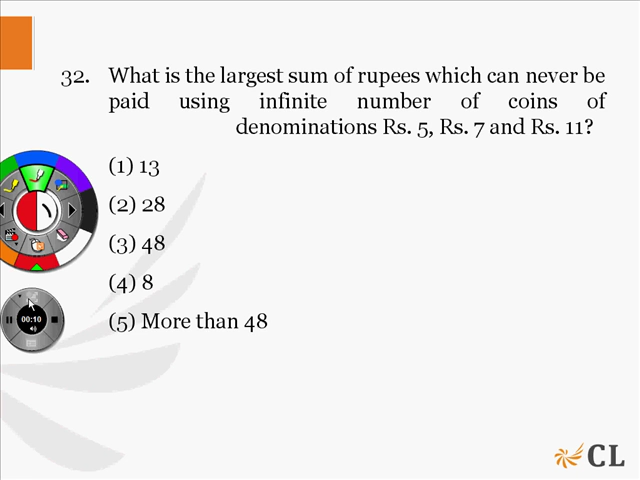 32. What is the largest sum of rupees which can never be
paid using infinite number of coins of
denominations Rs. 5, Rs. 7 and Rs. 11?
(1) 13
(2) 28
(3) 48
(4) 8
(5) More than 48
00:10
CL